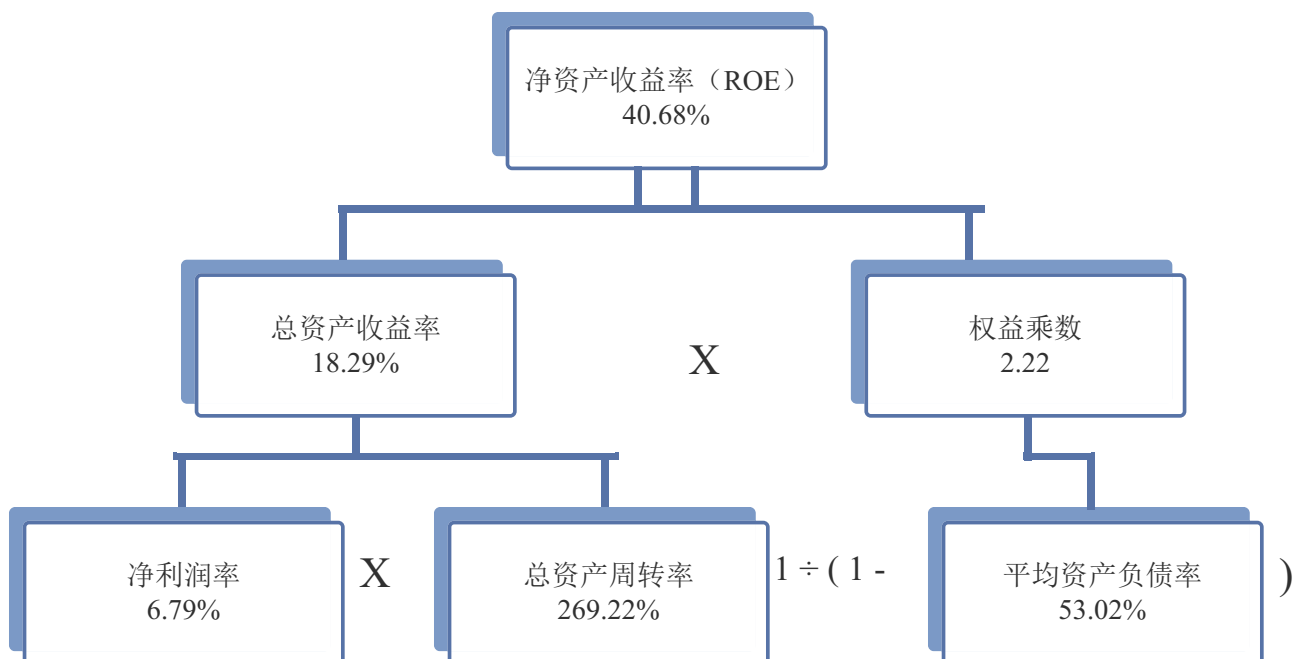 净资产收益率（ROE）
40.68%
总资产收益率
18.29%
X
权益乘数
2.22
净利润率
6.79%
X
总资产周转率
269.22%
1 ÷ ( 1 -
平均资产负债率
53.02%
)